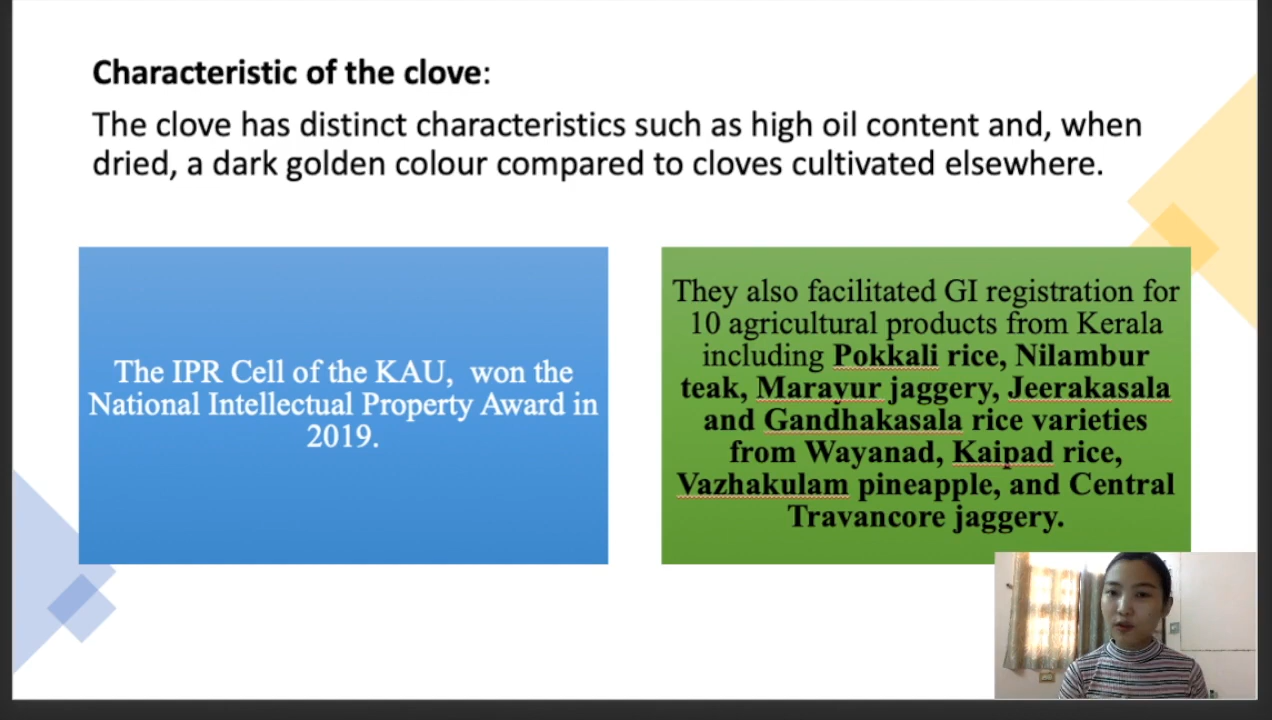 Characteristic of the clove:
The clove has distinct characteristics such as high oil content and, when
dried, a dark golden colour compared to cloves cultivated elsewhere.
The IPR Cell of the KAU,  won the
National Intellectual Property Award in
2019.
They also facilitated GI registration for
10 agricultural products from Kerala
including Pokkali rice, Nilambur
teak, Marayur jaggery, Jeerakasala
and Gandhakasala rice varieties
from Wayanad, Kaipad rice,
Vazhakulam pineapple, and Central
Travancore jaggery.